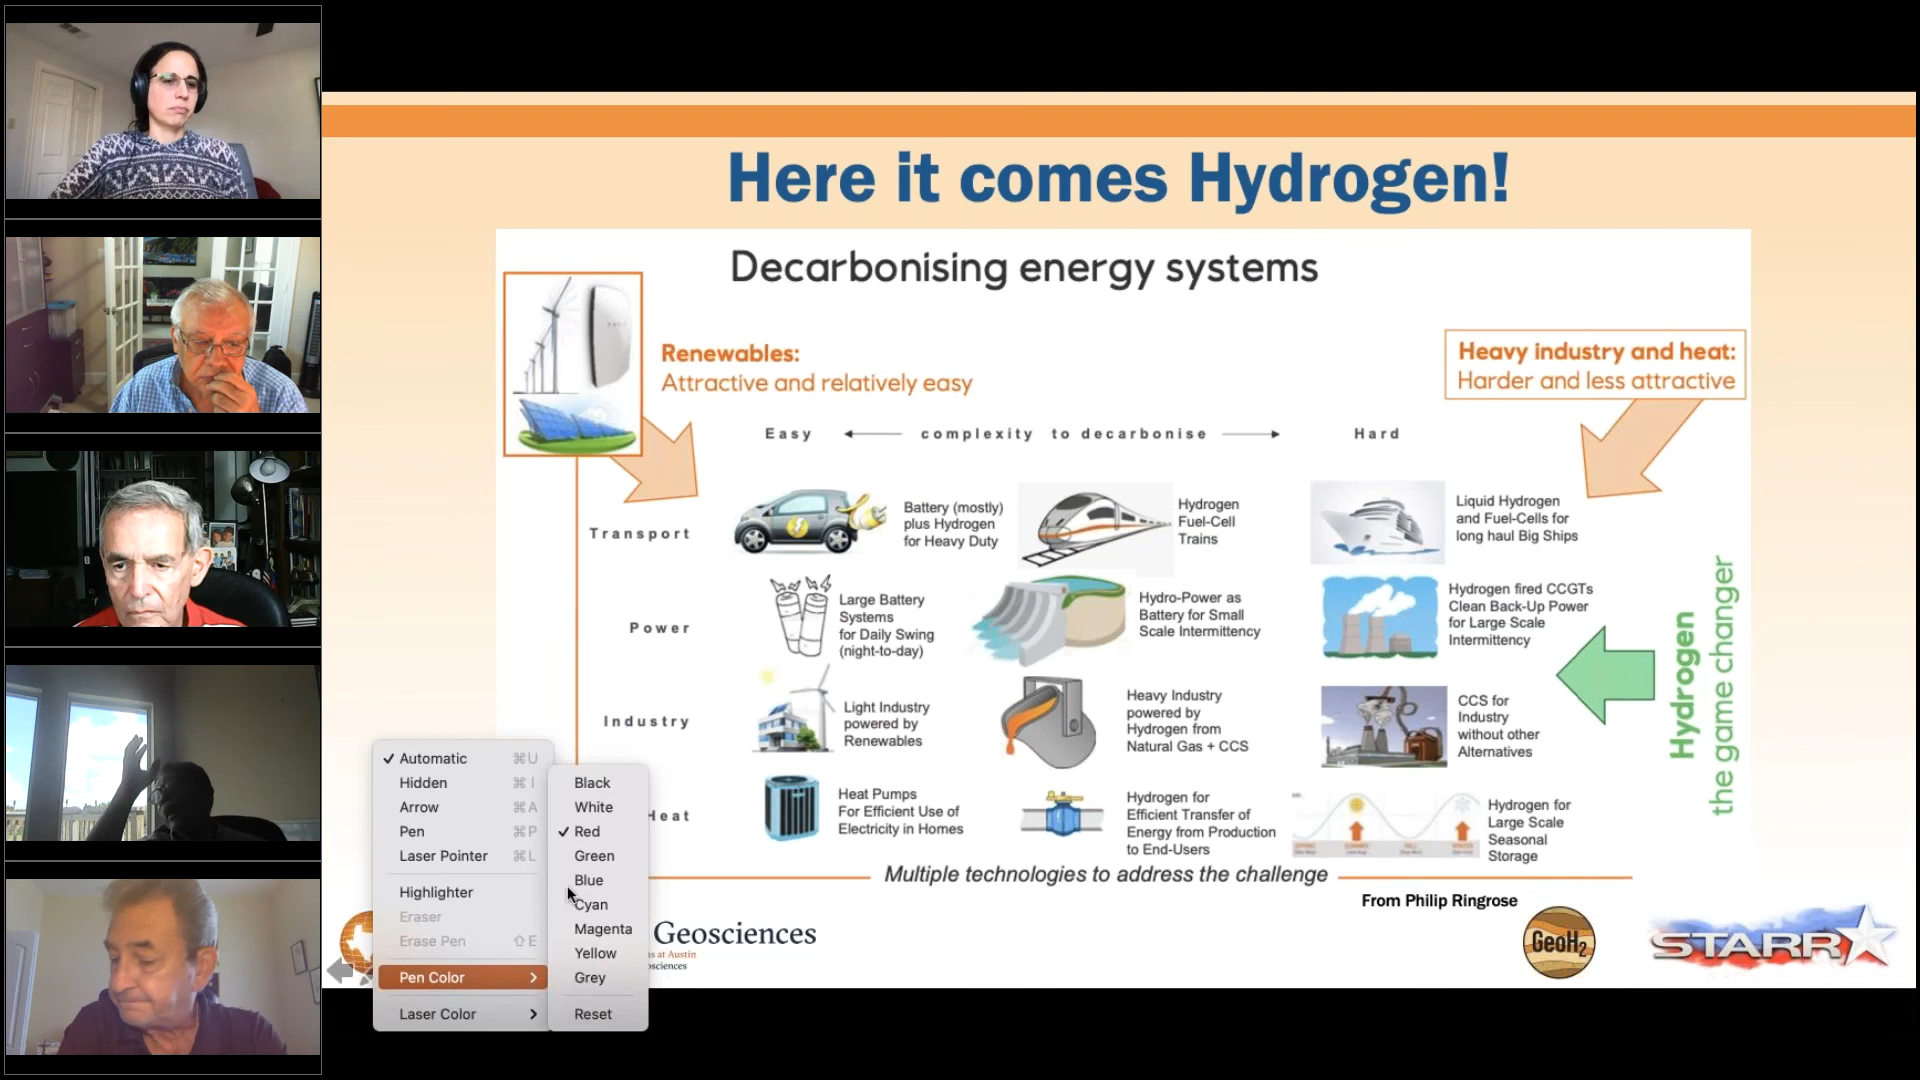 Here it comes Hydrogen!
Decarbonising energy systems
Renewables:
Attractive and relatively easy
Heavy industry and heat:
Harder and less attractive
Easy complexity to decarbonise Hard
Transport
Battery (mostly)
plus Hydrogen
for Heavy Duty
Hydrogen
Fuel-Cell
Trains
Liquid Hydrogen
and Fuel-Cells for
long haul Big Ships
Power
Large Battery
Systems
for Daily Swing
(night-to-day)
Hydro-Power as
Battery for Small
Scale Intermittency
Hydrogen fired CCGTs
Clean Back-Up Power
for Large Scale
Intermittency
Industry
Light Industry
powered by
Renewables
Heavy Industry
powered by
Hydrogen from
Natural Gas + CCS
CCS for
Industry
without other
Alternatives
Heat
Heat Pumps
For Efficient Use of
Electricity in Homes
Hydrogen for
Efficient Transfer of
Energy from Production
to End-Users
Hydrogen for
Large Scale
Seasonal
Storage
Hydrogen
the game changer
Multiple technologies to address the challenge
From Philip Ringrose
Geosciences
as at Austin
osciences
GeoH2
STARR
✓ Automatic ⌘U
Hidden ⌘I
Arrow ⌘A
Pen ⌘P
Laser Pointer ⌘L
Highlighter
Eraser
Erase Pen ⇧E
Pen Color >
Laser Color >
Black
White
✓ Red
Green
Blue
Cyan
Magenta
Yellow
Grey
Reset